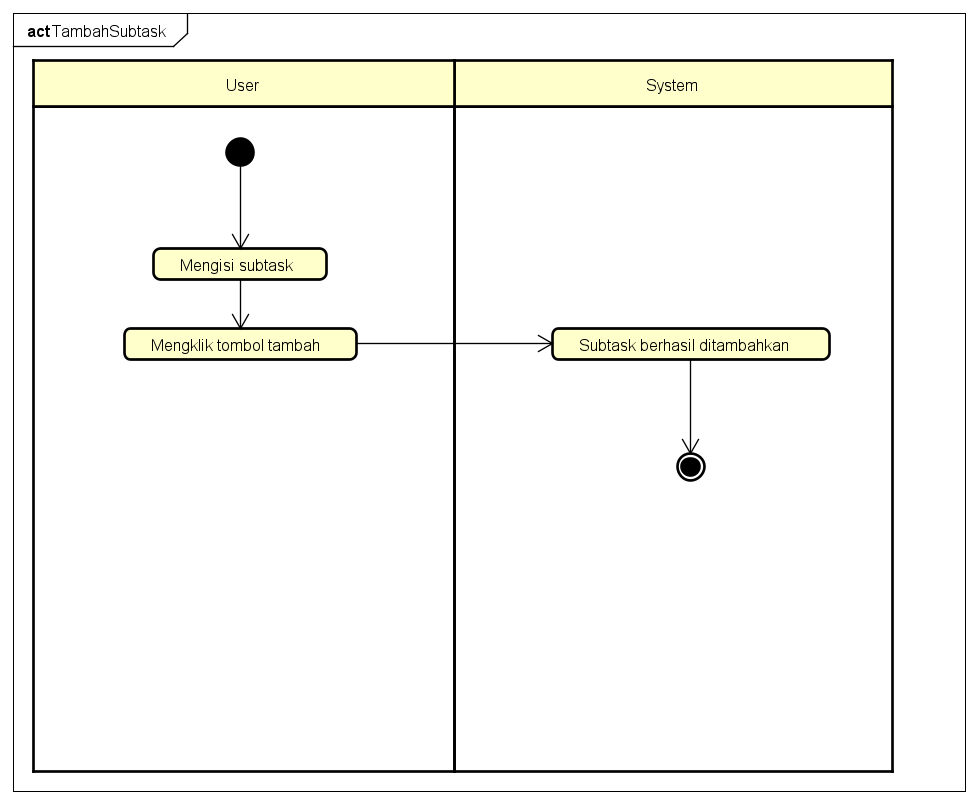 act TambahSubtask
User
System
Mengisi subtask
Mengklik tombol tambah
Subtask berhasil ditambahkan